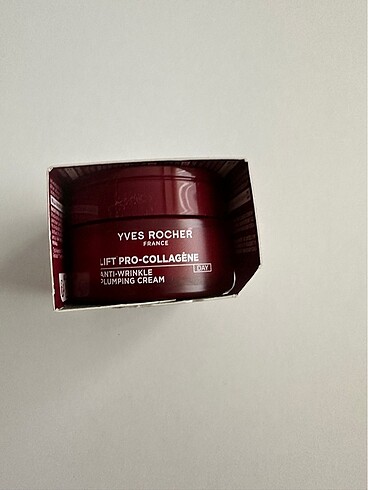 YVES ROCHER
FRANCE
LIFT PRO-COLLAGÈNE
ANTI-WRINKLE DAY
PLUMPING CREAM